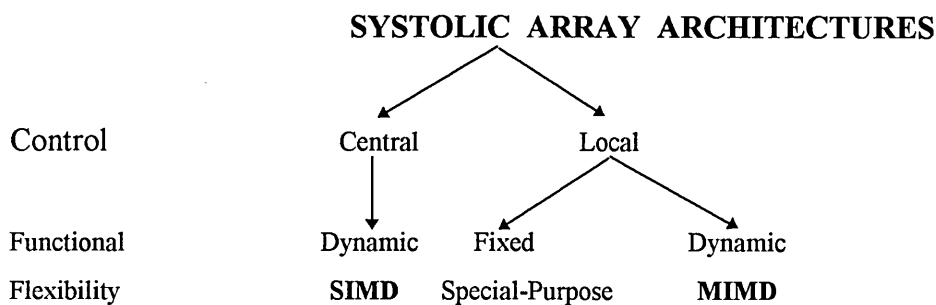 SYSTOLIC ARRAY ARCHITECTURES
Control Central Local
Functional Dynamic Fixed Dynamic
Flexibility SIMD Special-Purpose MIMD